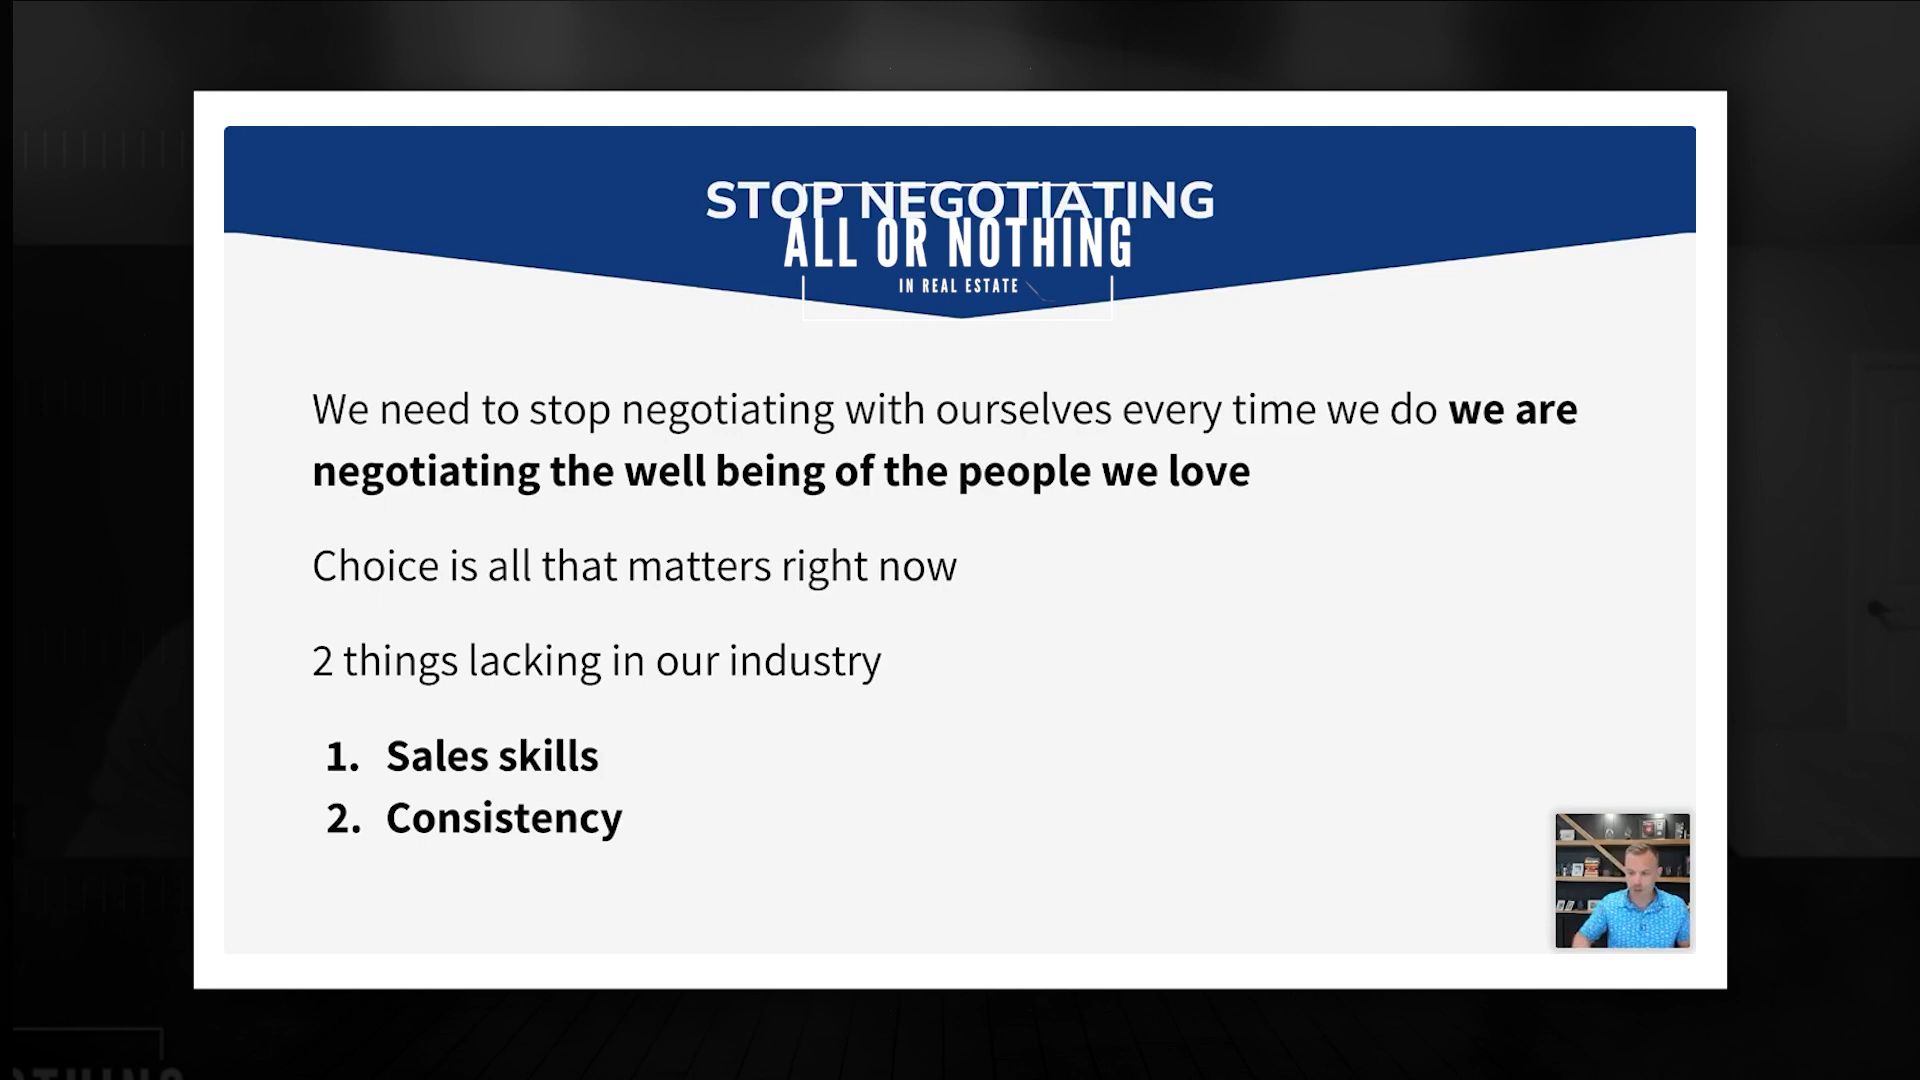 STOP NEGOTIATING
ALL OR NOTHING
IN REAL ESTATE
We need to stop negotiating with ourselves every time we do we are
negotiating the well being of the people we love
Choice is all that matters right now
2 things lacking in our industry
1. Sales skills
2. Consistency